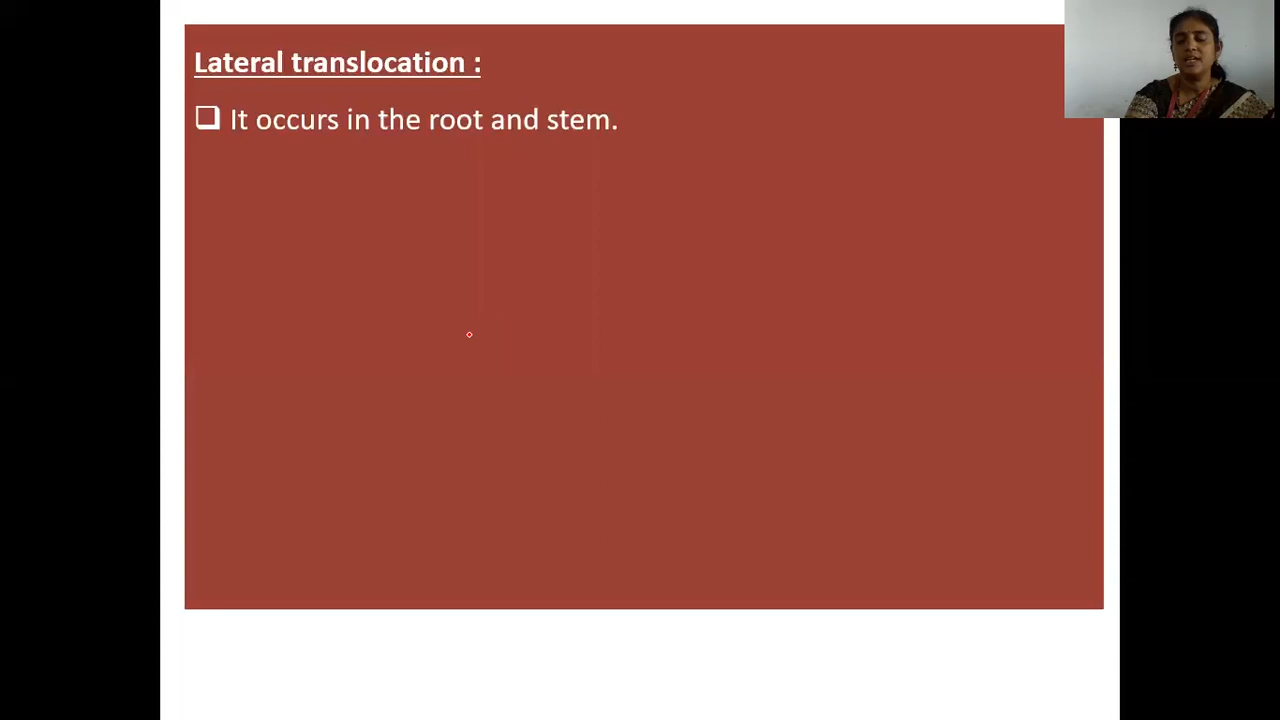 Lateral translocation :
It occurs in the root and stem.